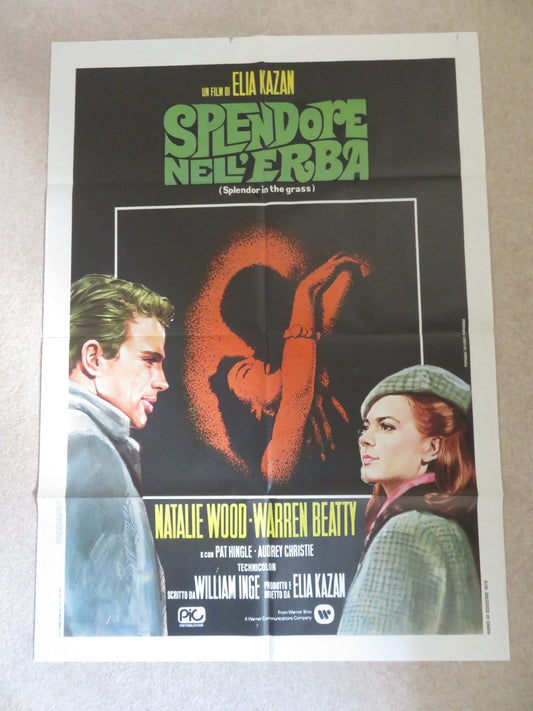 UN FILM DI ELIA KAZAN
SPLENDORE
NELL'ERBA
(Splendor in the grass)
NATALIE WOOD-WARREN BEATTY
E CON PAT HINGLE - AUDREY CHRISTIE
TECHNICOLOR
SCRITTO DA WILLIAM INGE PRODOTTO E DIRETTO DA ELIA KAZAN
PIC
DISTRIBUZIONE
From Warner Bros
A Warner Communications Company